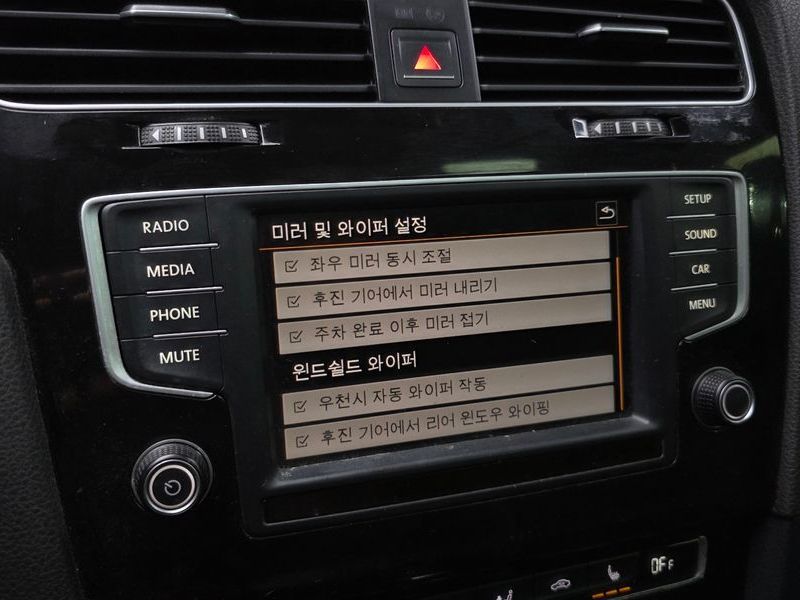 RADIO
MEDIA
PHONE
MUTE
미러 및 와이퍼 설정
좌우 미러 동시 조절
후진 기어에서 미러 내리기
주차 완료 이후 미러 접기
윈드쉴드 와이퍼
우천시 자동 와이퍼 작동
후진 기어에서 리어 윈도우 와이핑
SETUP
SOUND
CAR
MENU
OFF